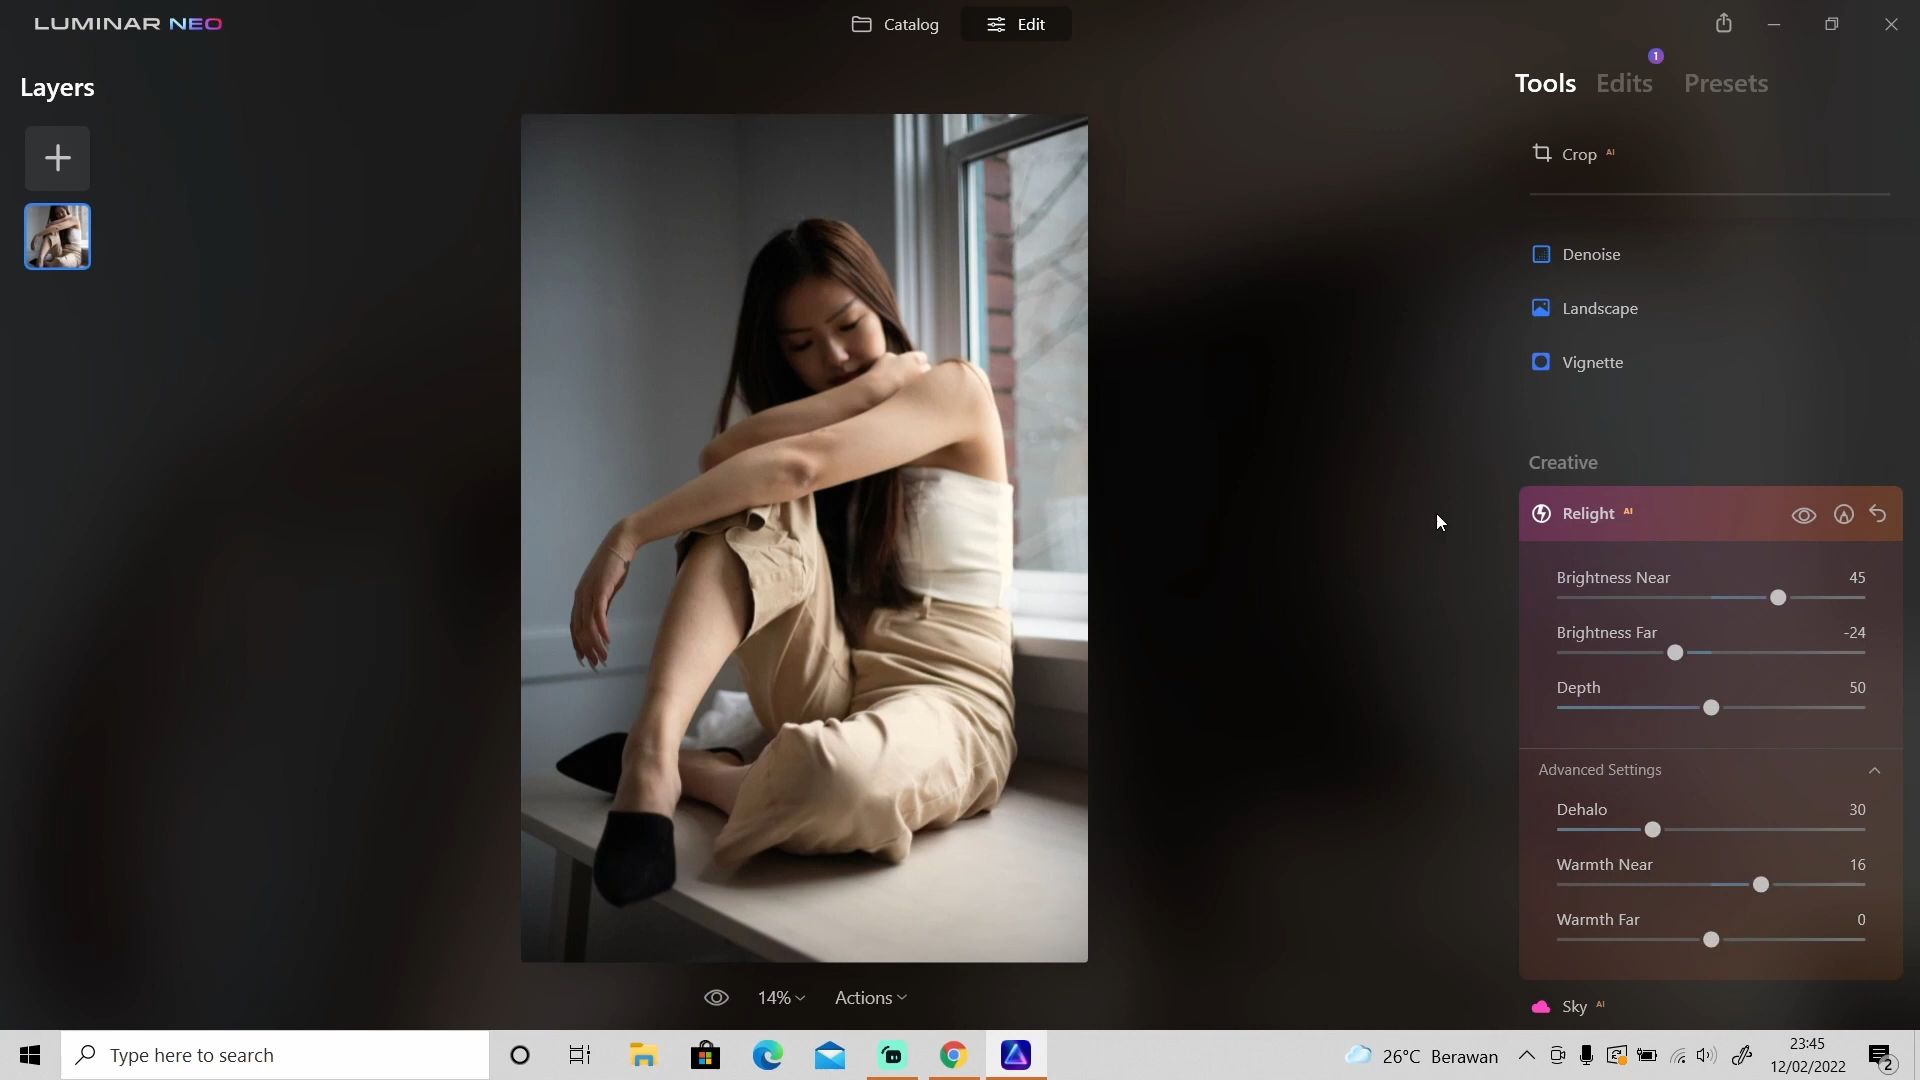 LUMINAR NEO
Catalog
Edit
Layers
1
Tools Edits Presets
Crop AI
Denoise
Landscape
Vignette
Creative
Relight AI
Brightness Near 45
Brightness Far -24
Depth 50
Advanced Settings
Dehalo 30
Warmth Near 16
Warmth Far 0
Sky AI
14% Actions
Type here to search
26°C Berawan
23:45
12/02/2022
2